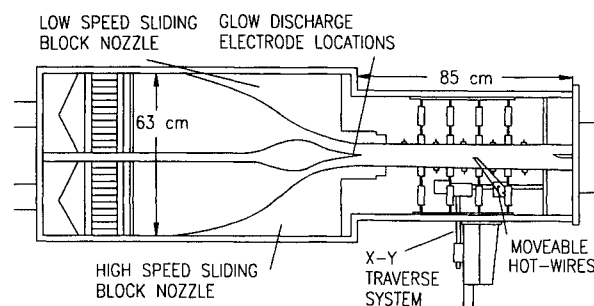 LOW SPEED SLIDING
BLOCK NOZZLE
GLOW DISCHARGE
ELECTRODE LOCATIONS
85 cm
63 cm
HIGH SPEED SLIDING
BLOCK NOZZLE
X-Y
TRAVERSE
SYSTEM
MOVEABLE
HOT-WIRES